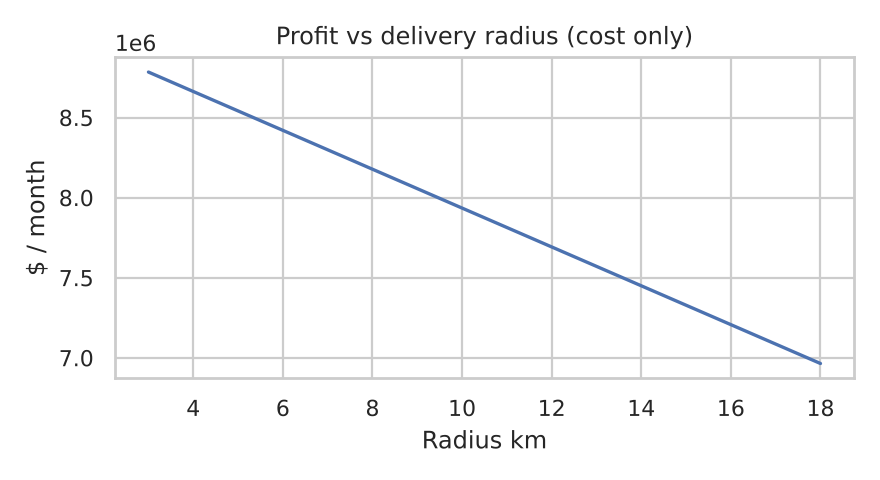 Profit vs delivery radius (cost only)
1e6
$ / month
8.5
8.0
7.5
7.0
4 6 8 10 12 14 16 18
Radius km